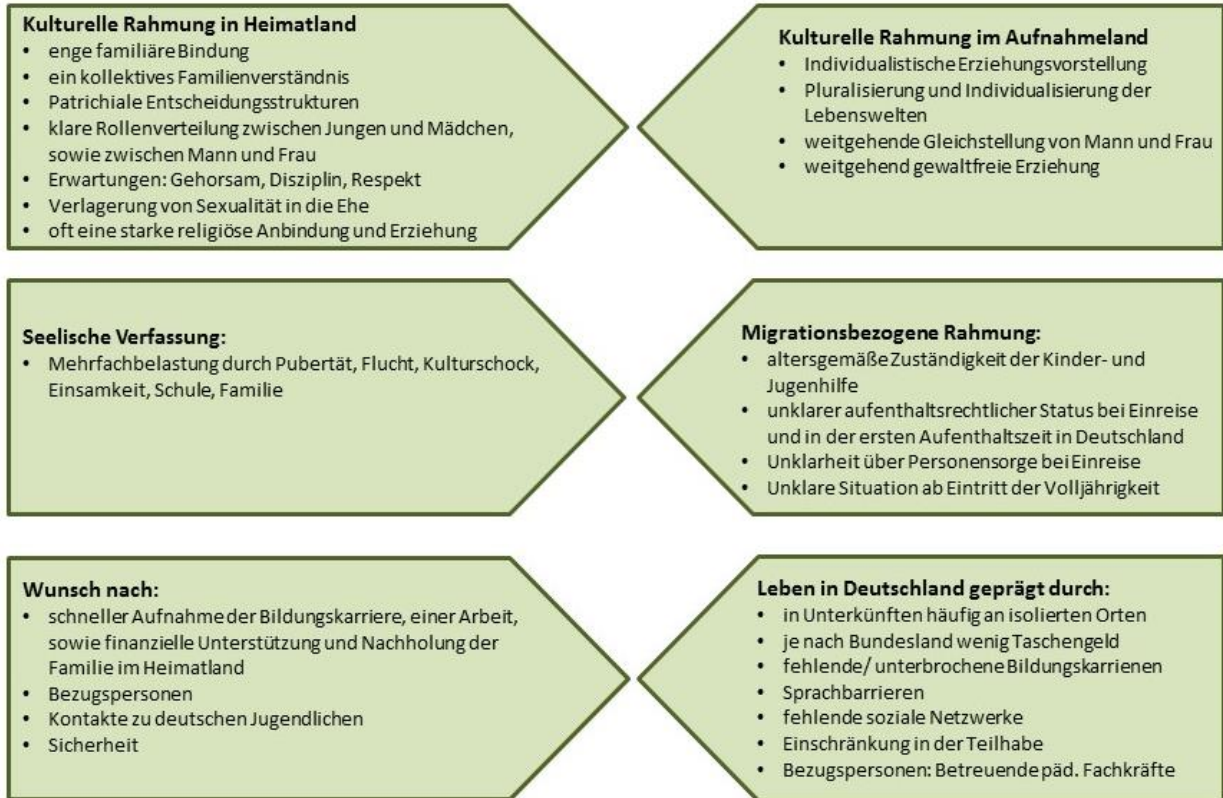 Kulturelle Rahmung in Heimatland
• enge familiäre Bindung
• ein kollektives Familienverständnis
• Patrichiale Entscheidungsstrukturen
• klare Rollenverteilung zwischen Jungen und Mädchen,
sowie zwischen Mann und Frau
• Erwartungen: Gehorsam, Disziplin, Respekt
• Verlagerung von Sexualität in die Ehe
• oft eine starke religiöse Anbindung und Erziehung
Kulturelle Rahmung im Aufnahmeland
• Individualistische Erziehungsvorstellung
• Pluralisierung und Individualisierung der
Lebenswelten
• weitgehende Gleichstellung von Mann und Frau
• weitgehend gewaltfreie Erziehung
Seelische Verfassung:
• Mehrfachbelastung durch Pubertät, Flucht, Kulturschock,
Einsamkeit, Schule, Familie
Migrationsbezogene Rahmung:
• altersgemäße Zuständigkeit der Kinder- und
Jugenhilfe
• unklarer aufenthaltsrechtlicher Status bei Einreise
und in der ersten Aufenthaltszeit in Deutschland
• Unklarheit über Personensorge bei Einreise
• Unklare Situation ab Eintritt der Volljährigkeit
Wunsch nach:
• schneller Aufnahme der Bildungskarriere, einer Arbeit,
sowie finanzielle Unterstützung und Nachholung der
Familie im Heimatland
• Bezugspersonen
• Kontakte zu deutschen Jugendlichen
• Sicherheit
Leben in Deutschland geprägt durch:
• in Unterkünften häufig an isolierten Orten
• je nach Bundesland wenig Taschengeld
• fehlende/ unterbrochene Bildungskarrienen
• Sprachbarrieren
• fehlende soziale Netzwerke
• Einschränkung in der Teilhabe
• Bezugspersonen: Betreuende päd. Fachkräfte